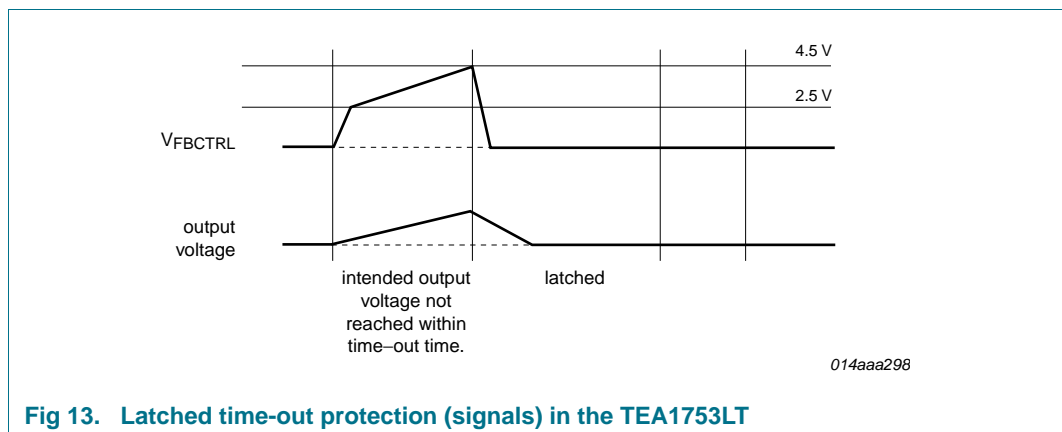 4.5 V
2.5 V
VFBCTRL
output
voltage
intended output
voltage not
reached within
time–out time.
latched
014aaa298
Fig 13. Latched time-out protection (signals) in the TEA1753LT